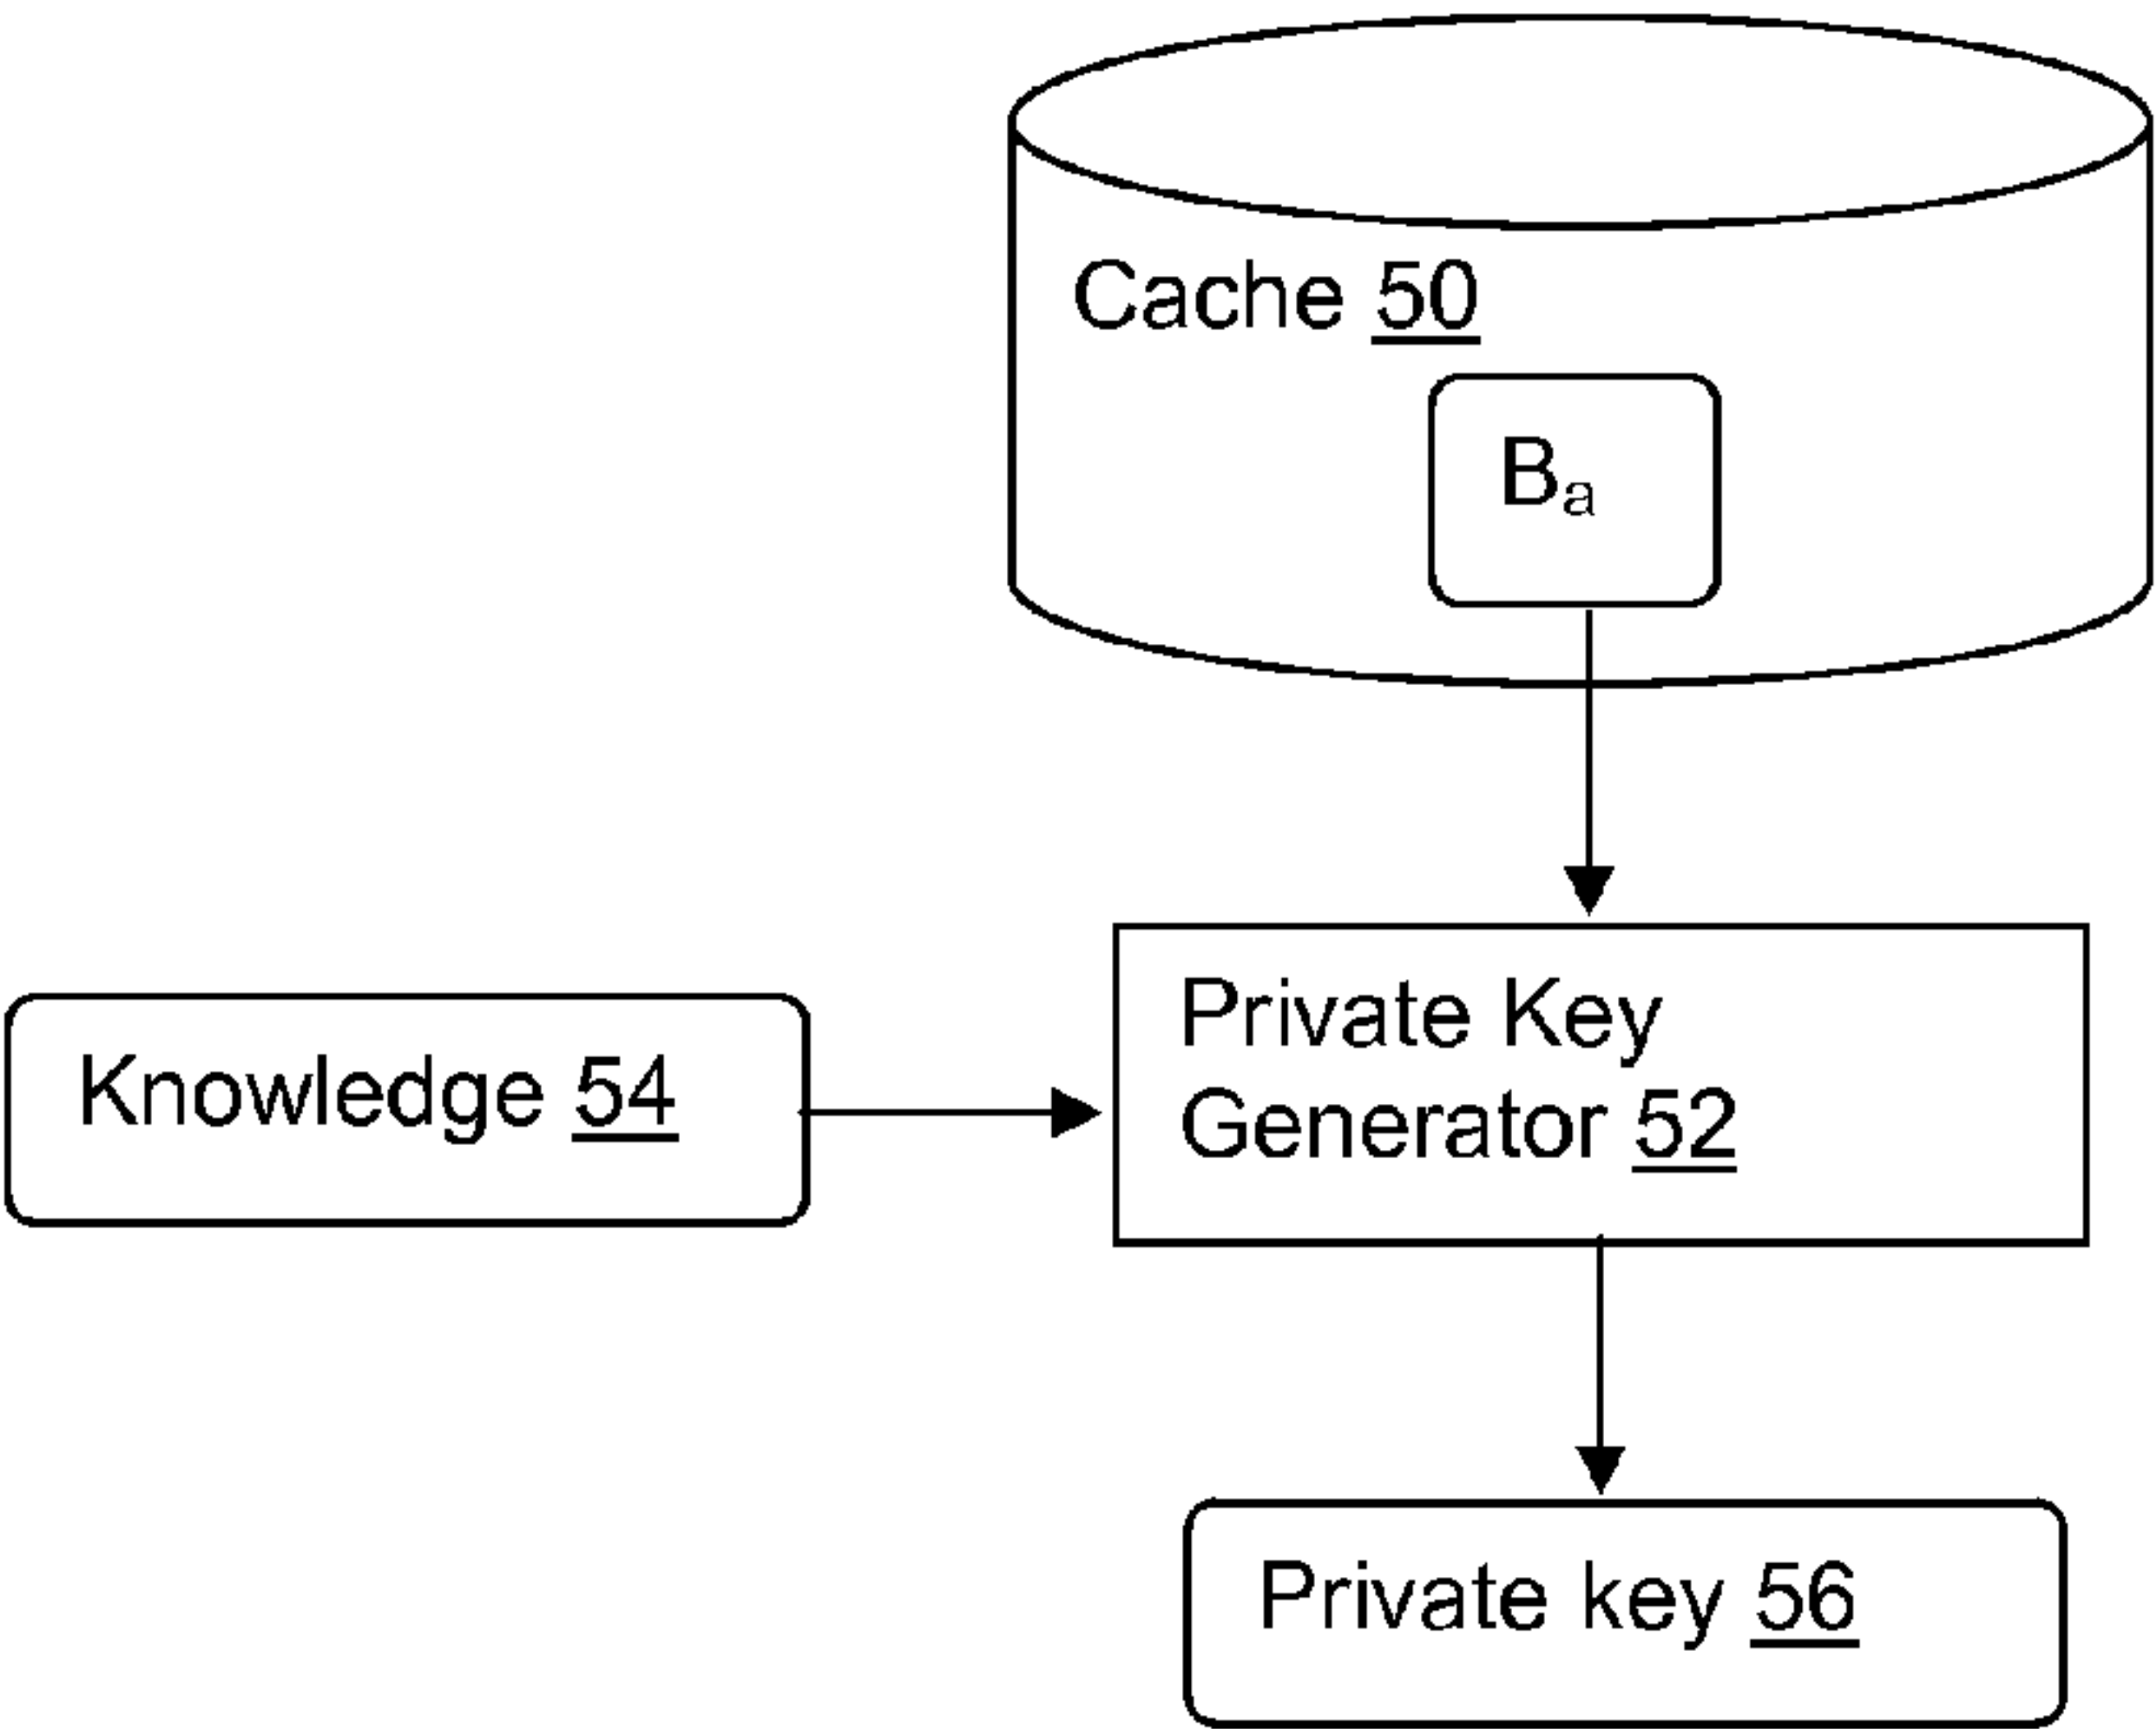 Cache 50
Bₐ
Knowledge 54
Private Key
Generator 52
Private key 56